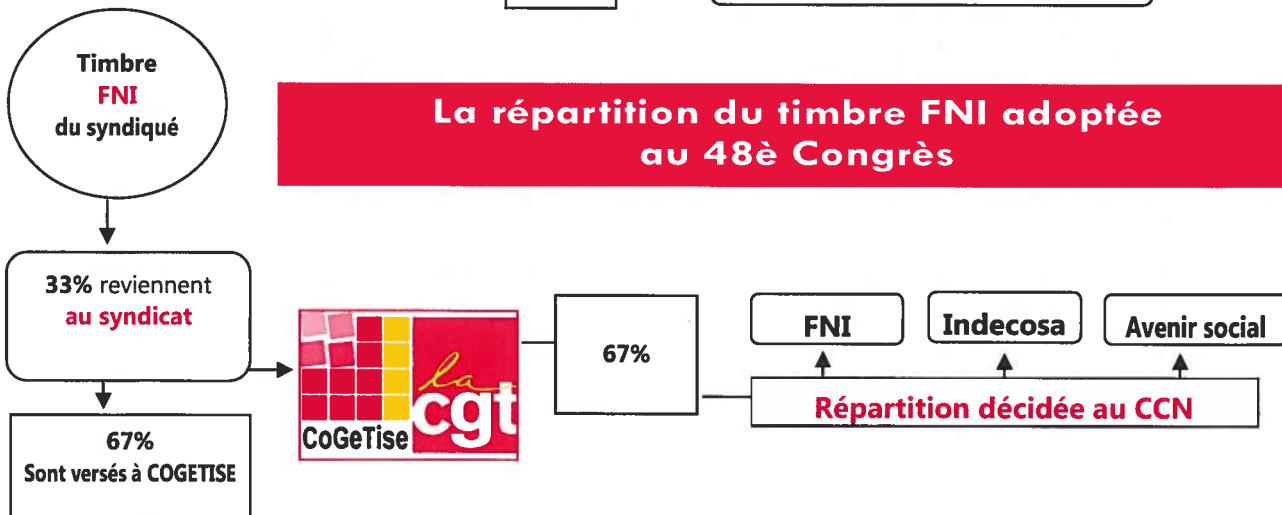 Timbre
FNI
du syndiqué
La répartition du timbre FNI adoptée
au 48è Congrès
33% reviennent
au syndicat
67%
Sont versés à COGETISE
CoGeTise
la
cgt
67%
FNI
Indecosa
Avenir social
Répartition décidée au CCN